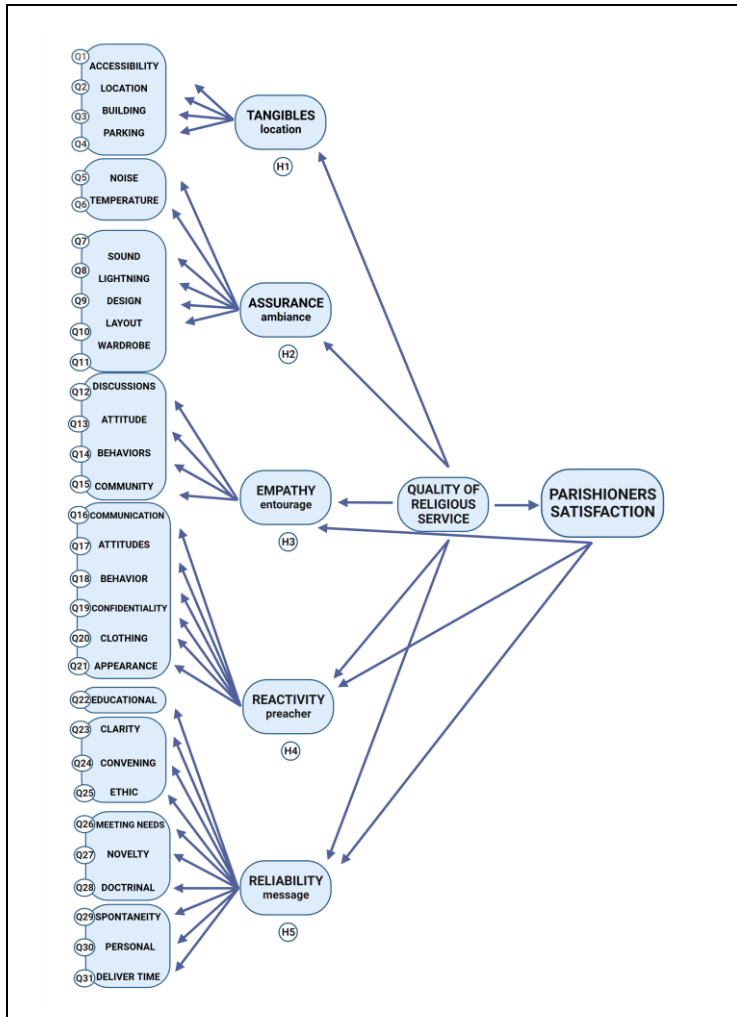 Q1
ACCESSIBILITY
Q2
LOCATION
Q3
BUILDING
PARKING
Q4
TANGIBLES
location
H1
Q5
NOISE
Q6
TEMPERATURE
Q7
SOUND
Q8
LIGHTNING
Q9
DESIGN
Q10
LAYOUT
WARDROBE
Q11
ASSURANCE
ambiance
H2
Q12
DISCUSSIONS
Q13
ATTITUDE
Q14
BEHAVIORS
Q15
COMMUNITY
EMPATHY
entourage
H3
QUALITY OF
RELIGIOUS
SERVICE
PARISHIONERS
SATISFACTION
Q16
COMMUNICATION
Q17
ATTITUDES
Q18
BEHAVIOR
Q19
CONFIDENTIALITY
Q20
CLOTHING
Q21
APPEARANCE
REACTIVITY
preacher
H4
Q22
EDUCATIONAL
Q23
CLARITY
Q24
CONVENING
Q25
ETHIC
Q26
MEETING NEEDS
Q27
NOVELTY
Q28
DOCTRINAL
Q29
SPONTANEITY
Q30
PERSONAL
Q31
DELIVER TIME
RELIABILITY
message
H5